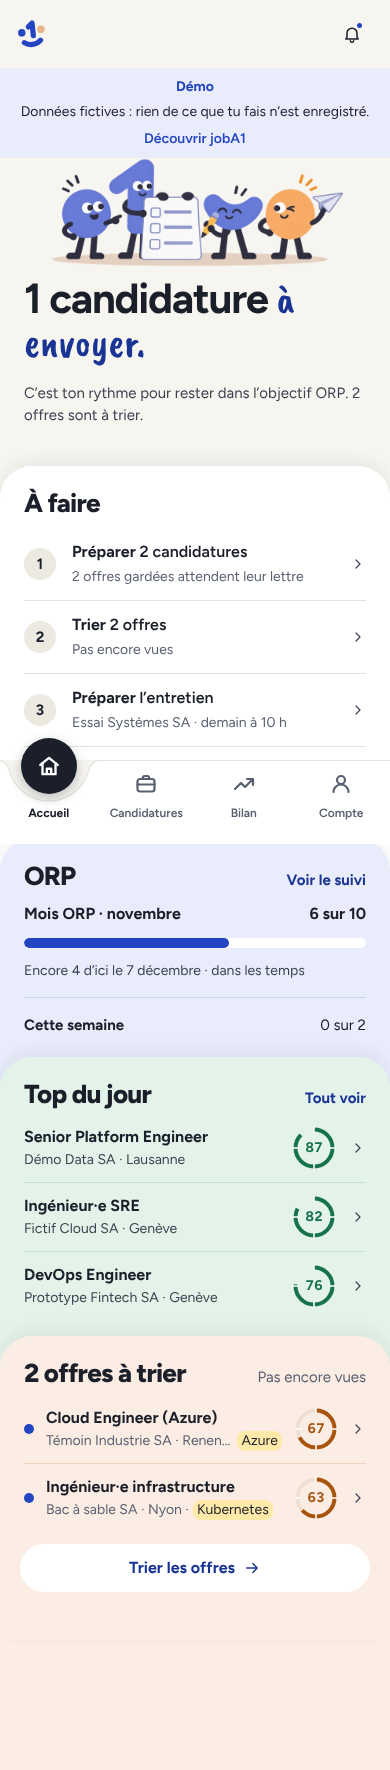 Démo
Données fictives : rien de ce que tu fais n’est enregistré.
Découvrir jobA1
1 candidature à
envoyer.
C’est ton rythme pour rester dans l’objectif ORP. 2
offres sont à trier.
À faire
1
Préparer 2 candidatures
2 offres gardées attendent leur lettre
2
Trier 2 offres
Pas encore vues
3
Préparer l’entretien
Essai Systèmes SA · demain à 10 h
Accueil
Candidatures
Bilan
Compte
ORP
Voir le suivi
Mois ORP · novembre
6 sur 10
Encore 4 d’ici le 7 décembre · dans les temps
Cette semaine
0 sur 2
Top du jour
Tout voir
Senior Platform Engineer
Démo Data SA · Lausanne
87
Ingénieur·e SRE
Fictif Cloud SA · Genève
82
DevOps Engineer
Prototype Fintech SA · Genève
76
2 offres à trier
Pas encore vues
Cloud Engineer (Azure)
Témoin Industrie SA · Renen… Azure
67
Ingénieur·e infrastructure
Bac à sable SA · Nyon · Kubernetes
63
Trier les offres